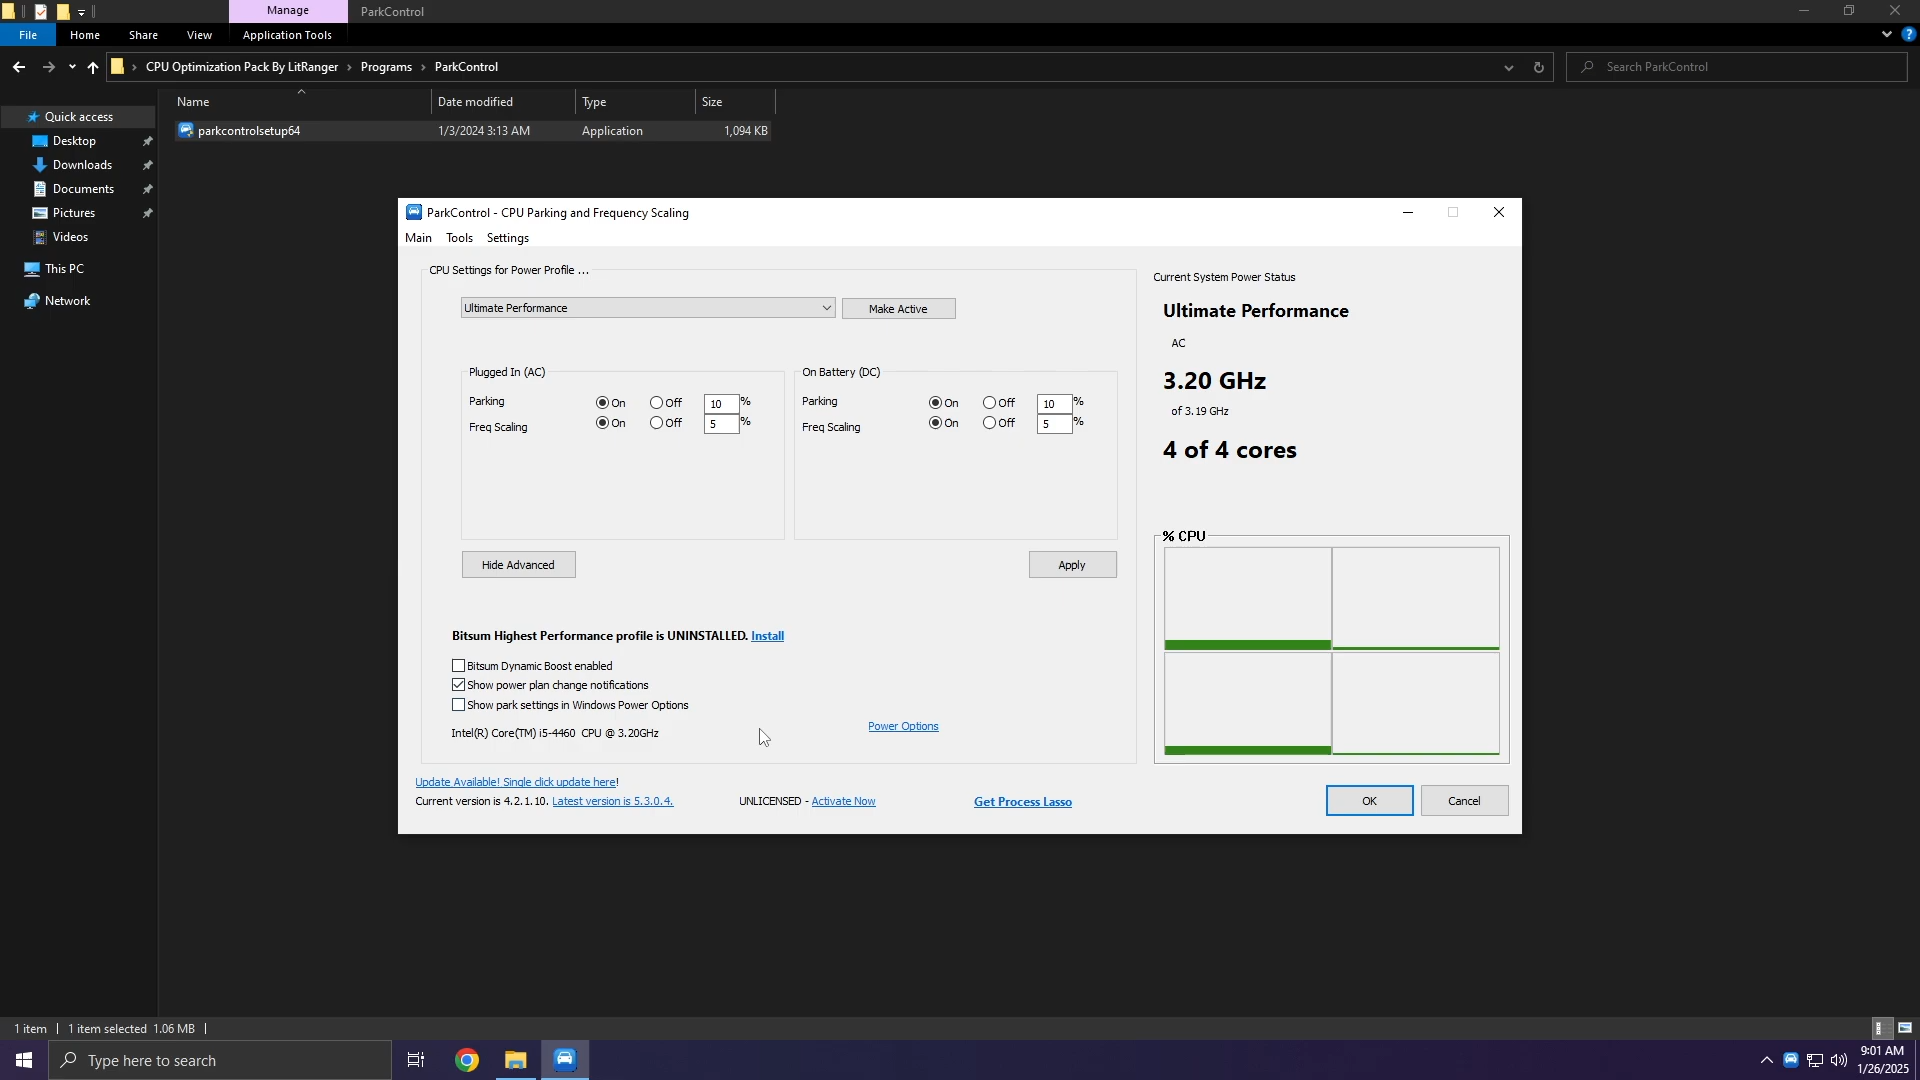 Manage
ParkControl
File
Home
Share
View
Application Tools
CPU Optimization Pack By LitRanger
Programs
ParkControl
Search ParkControl
Name
Date modified
Type
Size
parkcontrolsetup64
1/3/2024 3:13 AM
Application
1,094 KB
Quick access
Desktop
Downloads
Documents
Pictures
Videos
This PC
Network
ParkControl - CPU Parking and Frequency Scaling
Main
Tools
Settings
CPU Settings for Power Profile ...
Ultimate Performance
Make Active
Plugged In (AC)
Parking
On
Off
10
%
Freq Scaling
On
Off
5
%
On Battery (DC)
Parking
On
Off
10
%
Freq Scaling
On
Off
5
%
Hide Advanced
Apply
Bitsum Highest Performance profile is UNINSTALLED. Install
Bitsum Dynamic Boost enabled
Show power plan change notifications
Show park settings in Windows Power Options
Intel(R) Core(TM) i5-4460 CPU @ 3.20GHz
Power Options
Current System Power Status
Ultimate Performance
AC
3.20 GHz
of 3.19 GHz
4 of 4 cores
% CPU
Update Available! Single click update here!
Current version is 4.2.1.10. Latest version is 5.3.0.4.
UNLICENSED - Activate Now
Get Process Lasso
OK
Cancel
1 item
1 item selected 1.06 MB
Type here to search
9:01 AM
1/26/2025